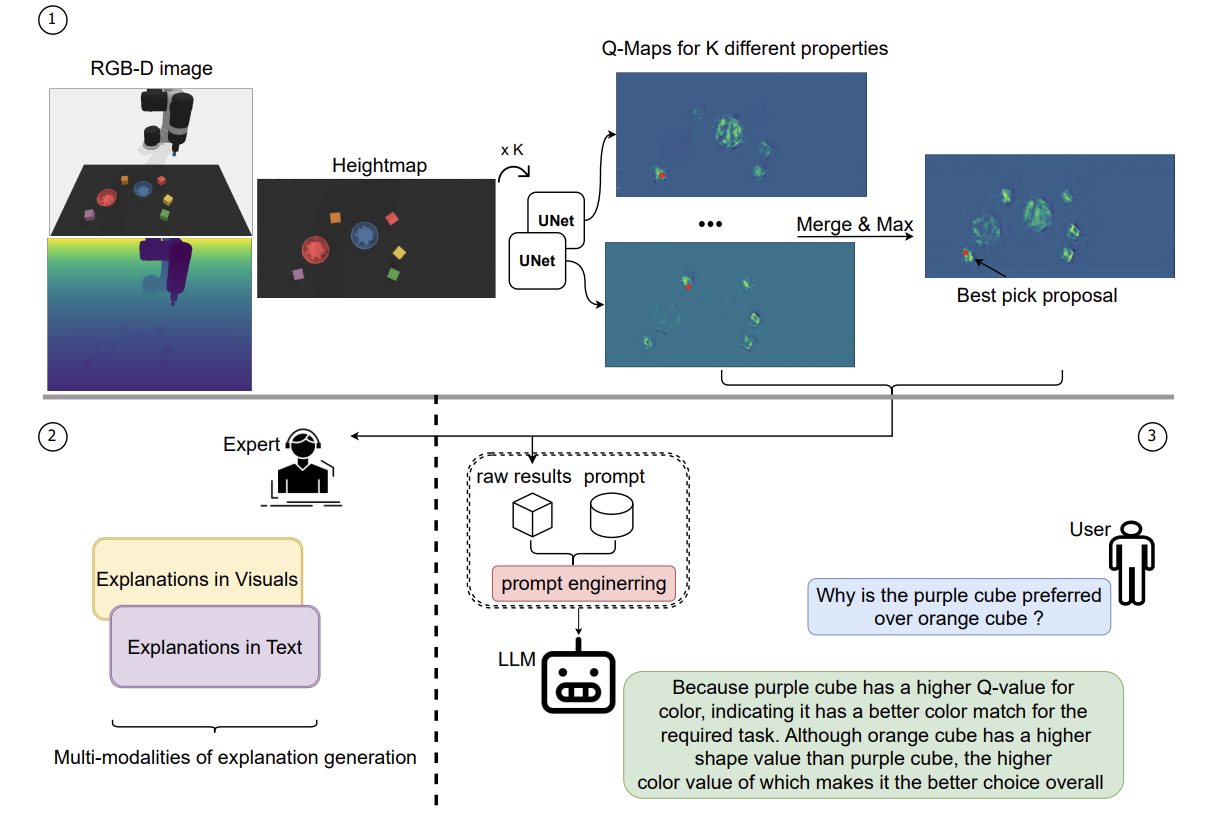 1
RGB-D image
Q-Maps for K different properties
Heightmap
x K
UNet
UNet
•••
Merge & Max
Best pick proposal
2
Expert
Explanations in Visuals
Explanations in Text
Multi-modalities of explanation generation
3
raw results
prompt
prompt enginerring
LLM
User
Why is the purple cube preferred
over orange cube ?
Because purple cube has a higher Q-value for
color, indicating it has a better color match for the
required task. Although orange cube has a higher
shape value than purple cube, the higher
color value of which makes it the better choice overall